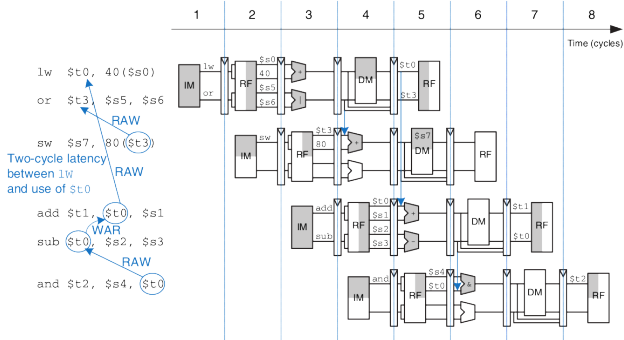 1 2 3 4 5 6 7 8
Time (cycles)
lw $t0, 40($s0)
or $t3, $s5, $s6
RAW
sw $s7, 80($t3)
Two-cycle latency
between lW
and use of $t0
RAW
add $t1, $t0, $s1
WAR
sub $t0, $s2, $s3
RAW
and $t2, $s4, $t0
IM
lw
or
RF
$s0
40
$s5
$s6
+
|
DM
$t0
$t3
RF
IM
sw
RF
$t3
80
+
$s7
DM
RF
IM
add
sub
RF
$t0
$s1
$s2
$s3
+
-
DM
$t1
$t0
RF
IM
and
RF
$s4
$t0
&
DM
$t2
RF